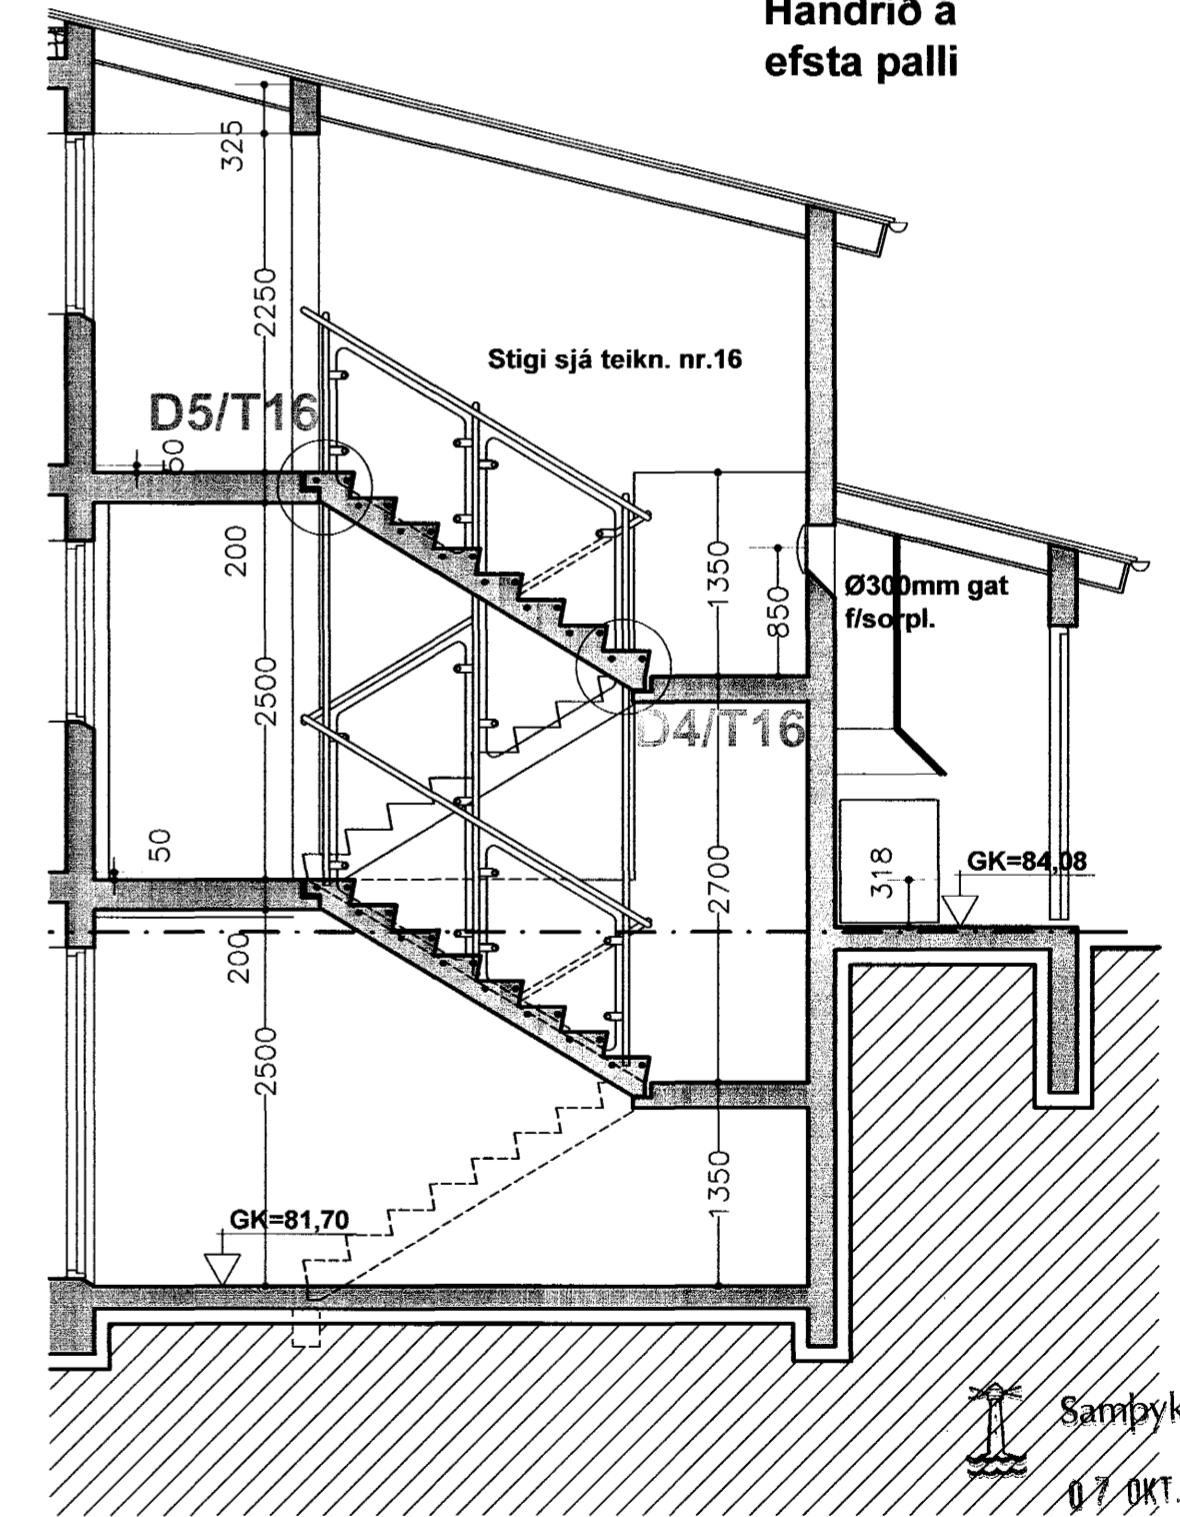 Handrið á
efsta palli
325
2250
Stigi sjá teikn. nr.16
D5/T16
50
200
1350
850
Ø300mm gat
f/sorpl.
2500
D4/T16
50
2700
318
GK=84,08
200
2500
1350
GK=81,70
Samþyk
07 OKT.